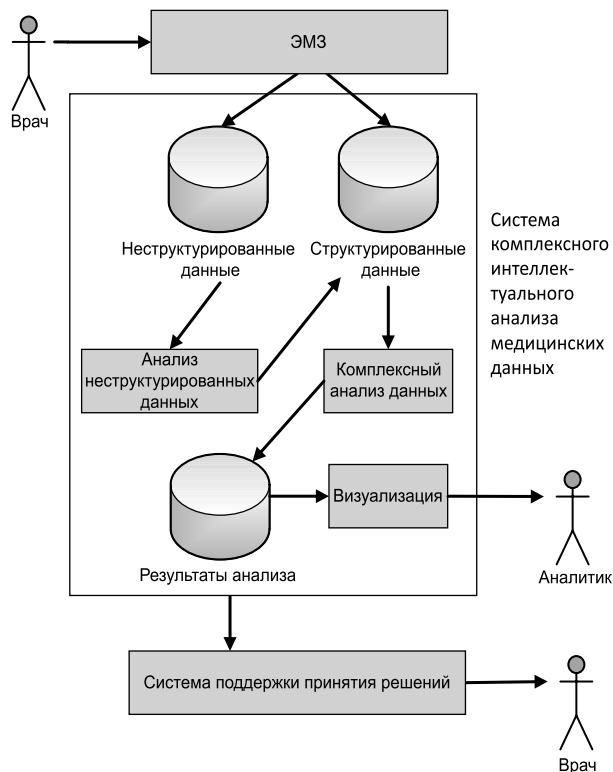 ЭМЗ
Врач
Неструктурированные
данные
Структурированные
данные
Система
комплексного
интеллек-
туального
анализа
медицинских
данных
Анализ
неструктурированных
данных
Комплексный
анализ данных
Визуализация
Результаты анализа
Аналитик
Система поддержки принятия решений
Врач